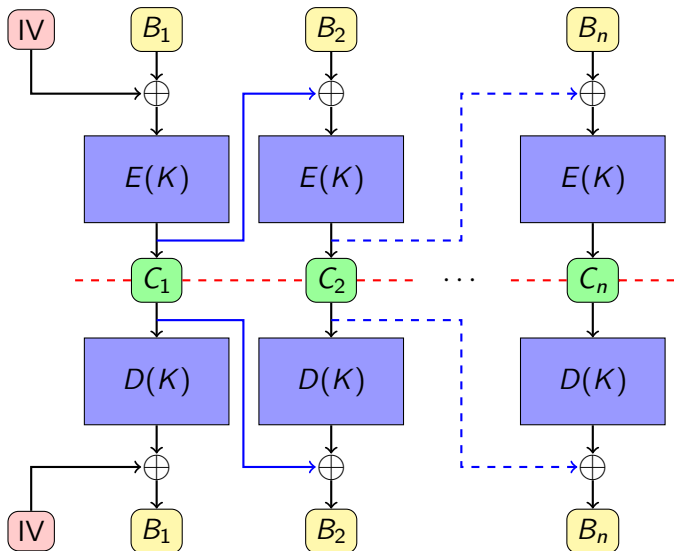 IV B₁ B₂ Bₙ
E(K) E(K) E(K)
C₁ C₂ ··· Cₙ
D(K) D(K) D(K)
IV B₁ B₂ Bₙ